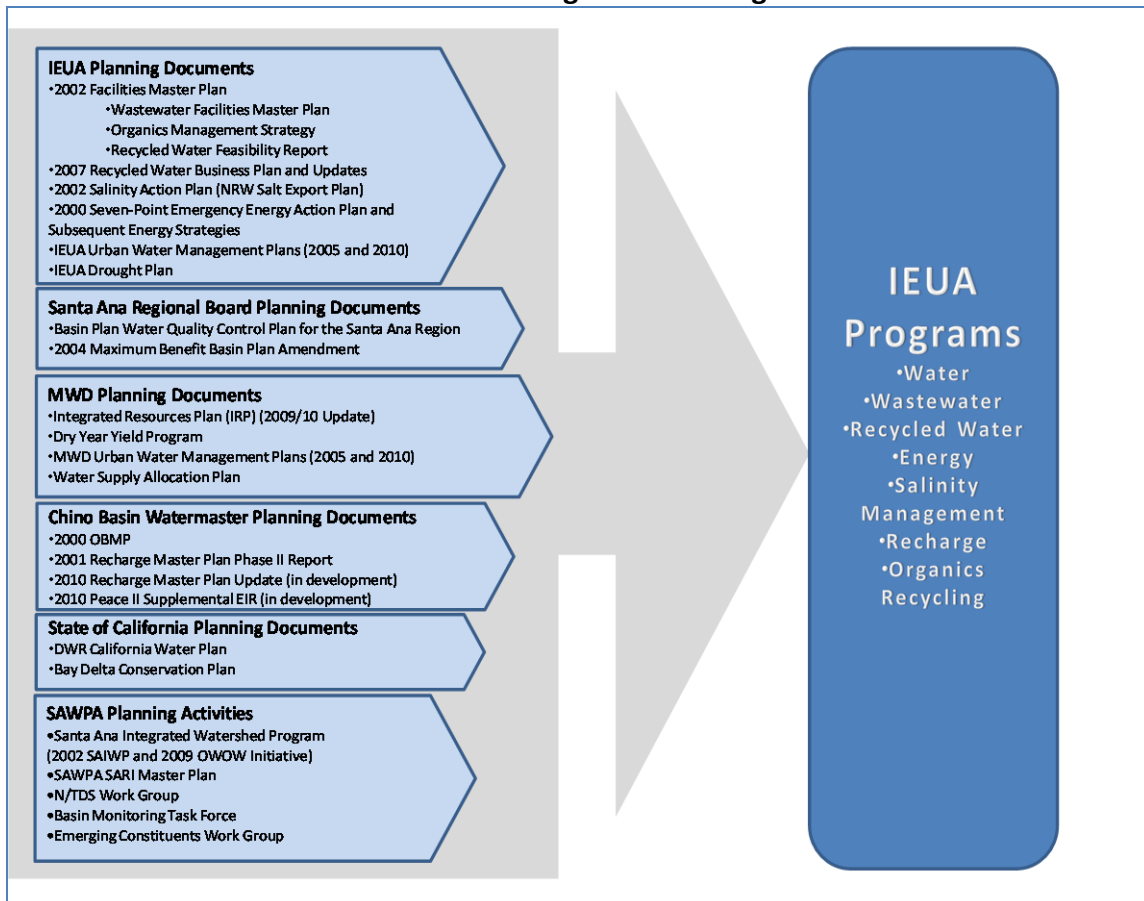 IEUA Planning Documents
•2002 Facilities Master Plan
•Wastewater Facilities Master Plan
•Organics Management Strategy
•Recycled Water Feasibility Report
•2007 Recycled Water Business Plan and Updates
•2002 Salinity Action Plan (NRW Salt Export Plan)
•2000 Seven-Point Emergency Energy Action Plan and
Subsequent Energy Strategies
•IEUA Urban Water Management Plans (2005 and 2010)
•IEUA Drought Plan
Santa Ana Regional Board Planning Documents
•Basin Plan Water Quality Control Plan for the Santa Ana Region
•2004 Maximum Benefit Basin Plan Amendment
MWD Planning Documents
•Integrated Resources Plan (IRP) (2009/10 Update)
•Dry Year Yield Program
•MWD Urban Water Management Plans (2005 and 2010)
•Water Supply Allocation Plan
Chino Basin Watermaster Planning Documents
•2000 OBMP
•2001 Recharge Master Plan Phase II Report
•2010 Recharge Master Plan Update (in development)
•2010 Peace II Supplemental EIR (in development)
State of California Planning Documents
•DWR California Water Plan
•Bay Delta Conservation Plan
SAWPA Planning Activities
•Santa Ana Integrated Watershed Program
(2002 SAIWP and 2009 OWOW Initiative)
•SAWPA SARI Master Plan
•N/TDS Work Group
•Basin Monitoring Task Force
•Emerging Constituents Work Group
IEUA
Programs
•Water
•Wastewater
•Recycled Water
•Energy
•Salinity
Management
•Recharge
•Organics
Recycling